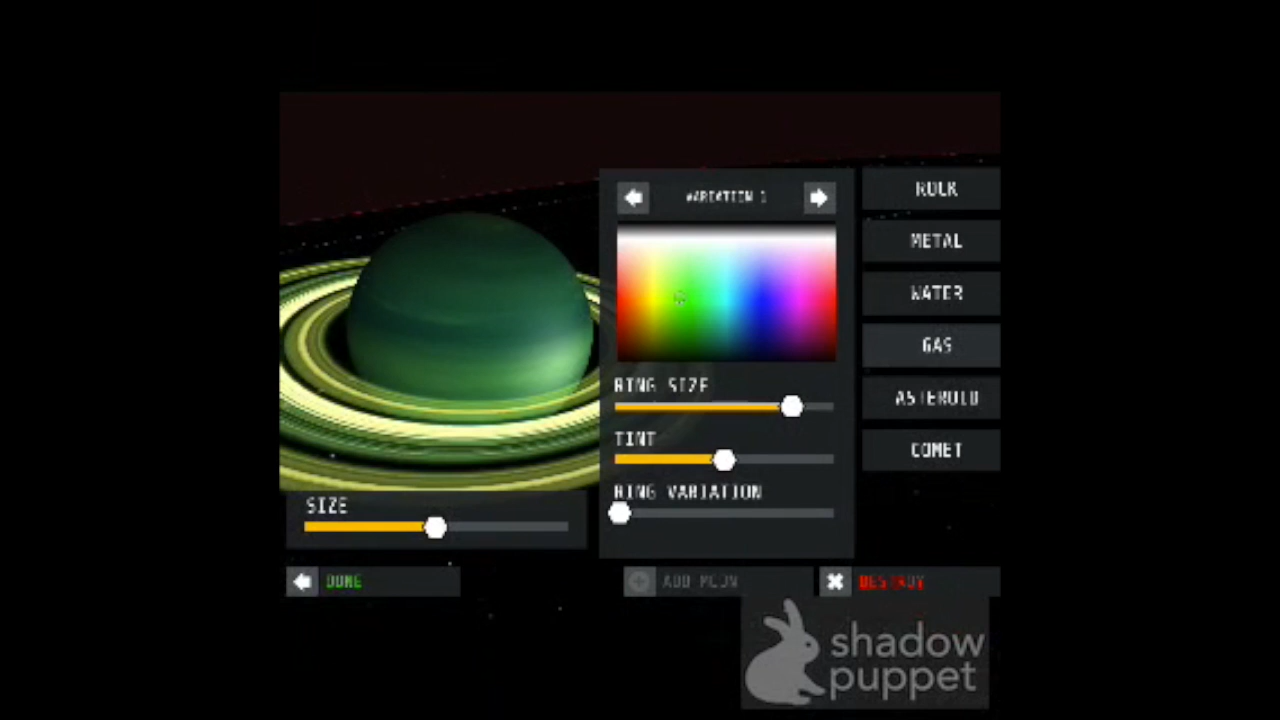 VARIATION 1
ROCK
METAL
WATER
GAS
ASTEROID
COMET
RING SIZE
TINT
RING VARIATION
SIZE
DONE
ADD MOON
DESTROY
shadow
puppet